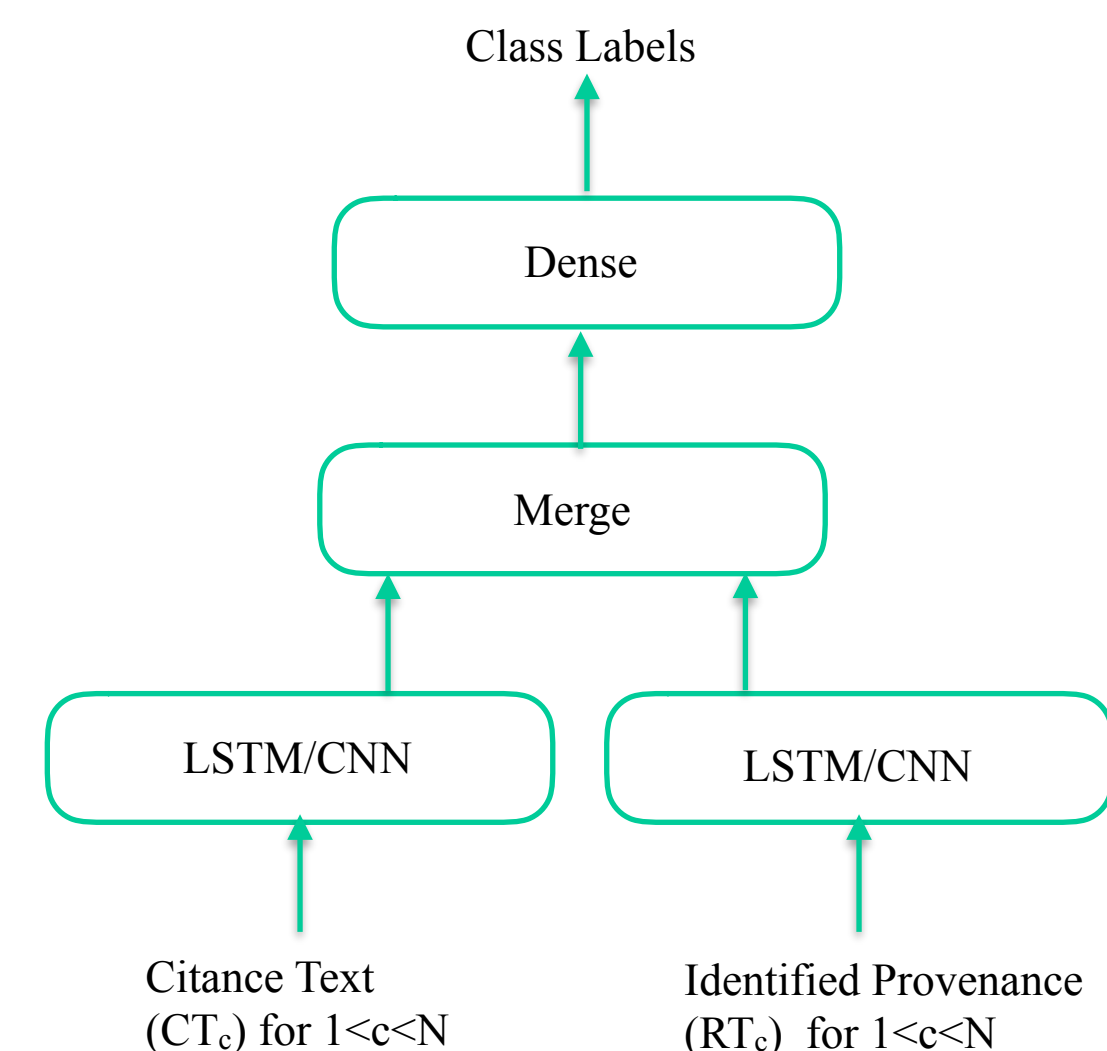 Class Labels
Dense
Merge
LSTM/CNN
LSTM/CNN
Citance Text
(CTc) for 1<c<N
Identified Provenance
(RTc) for 1<c<N